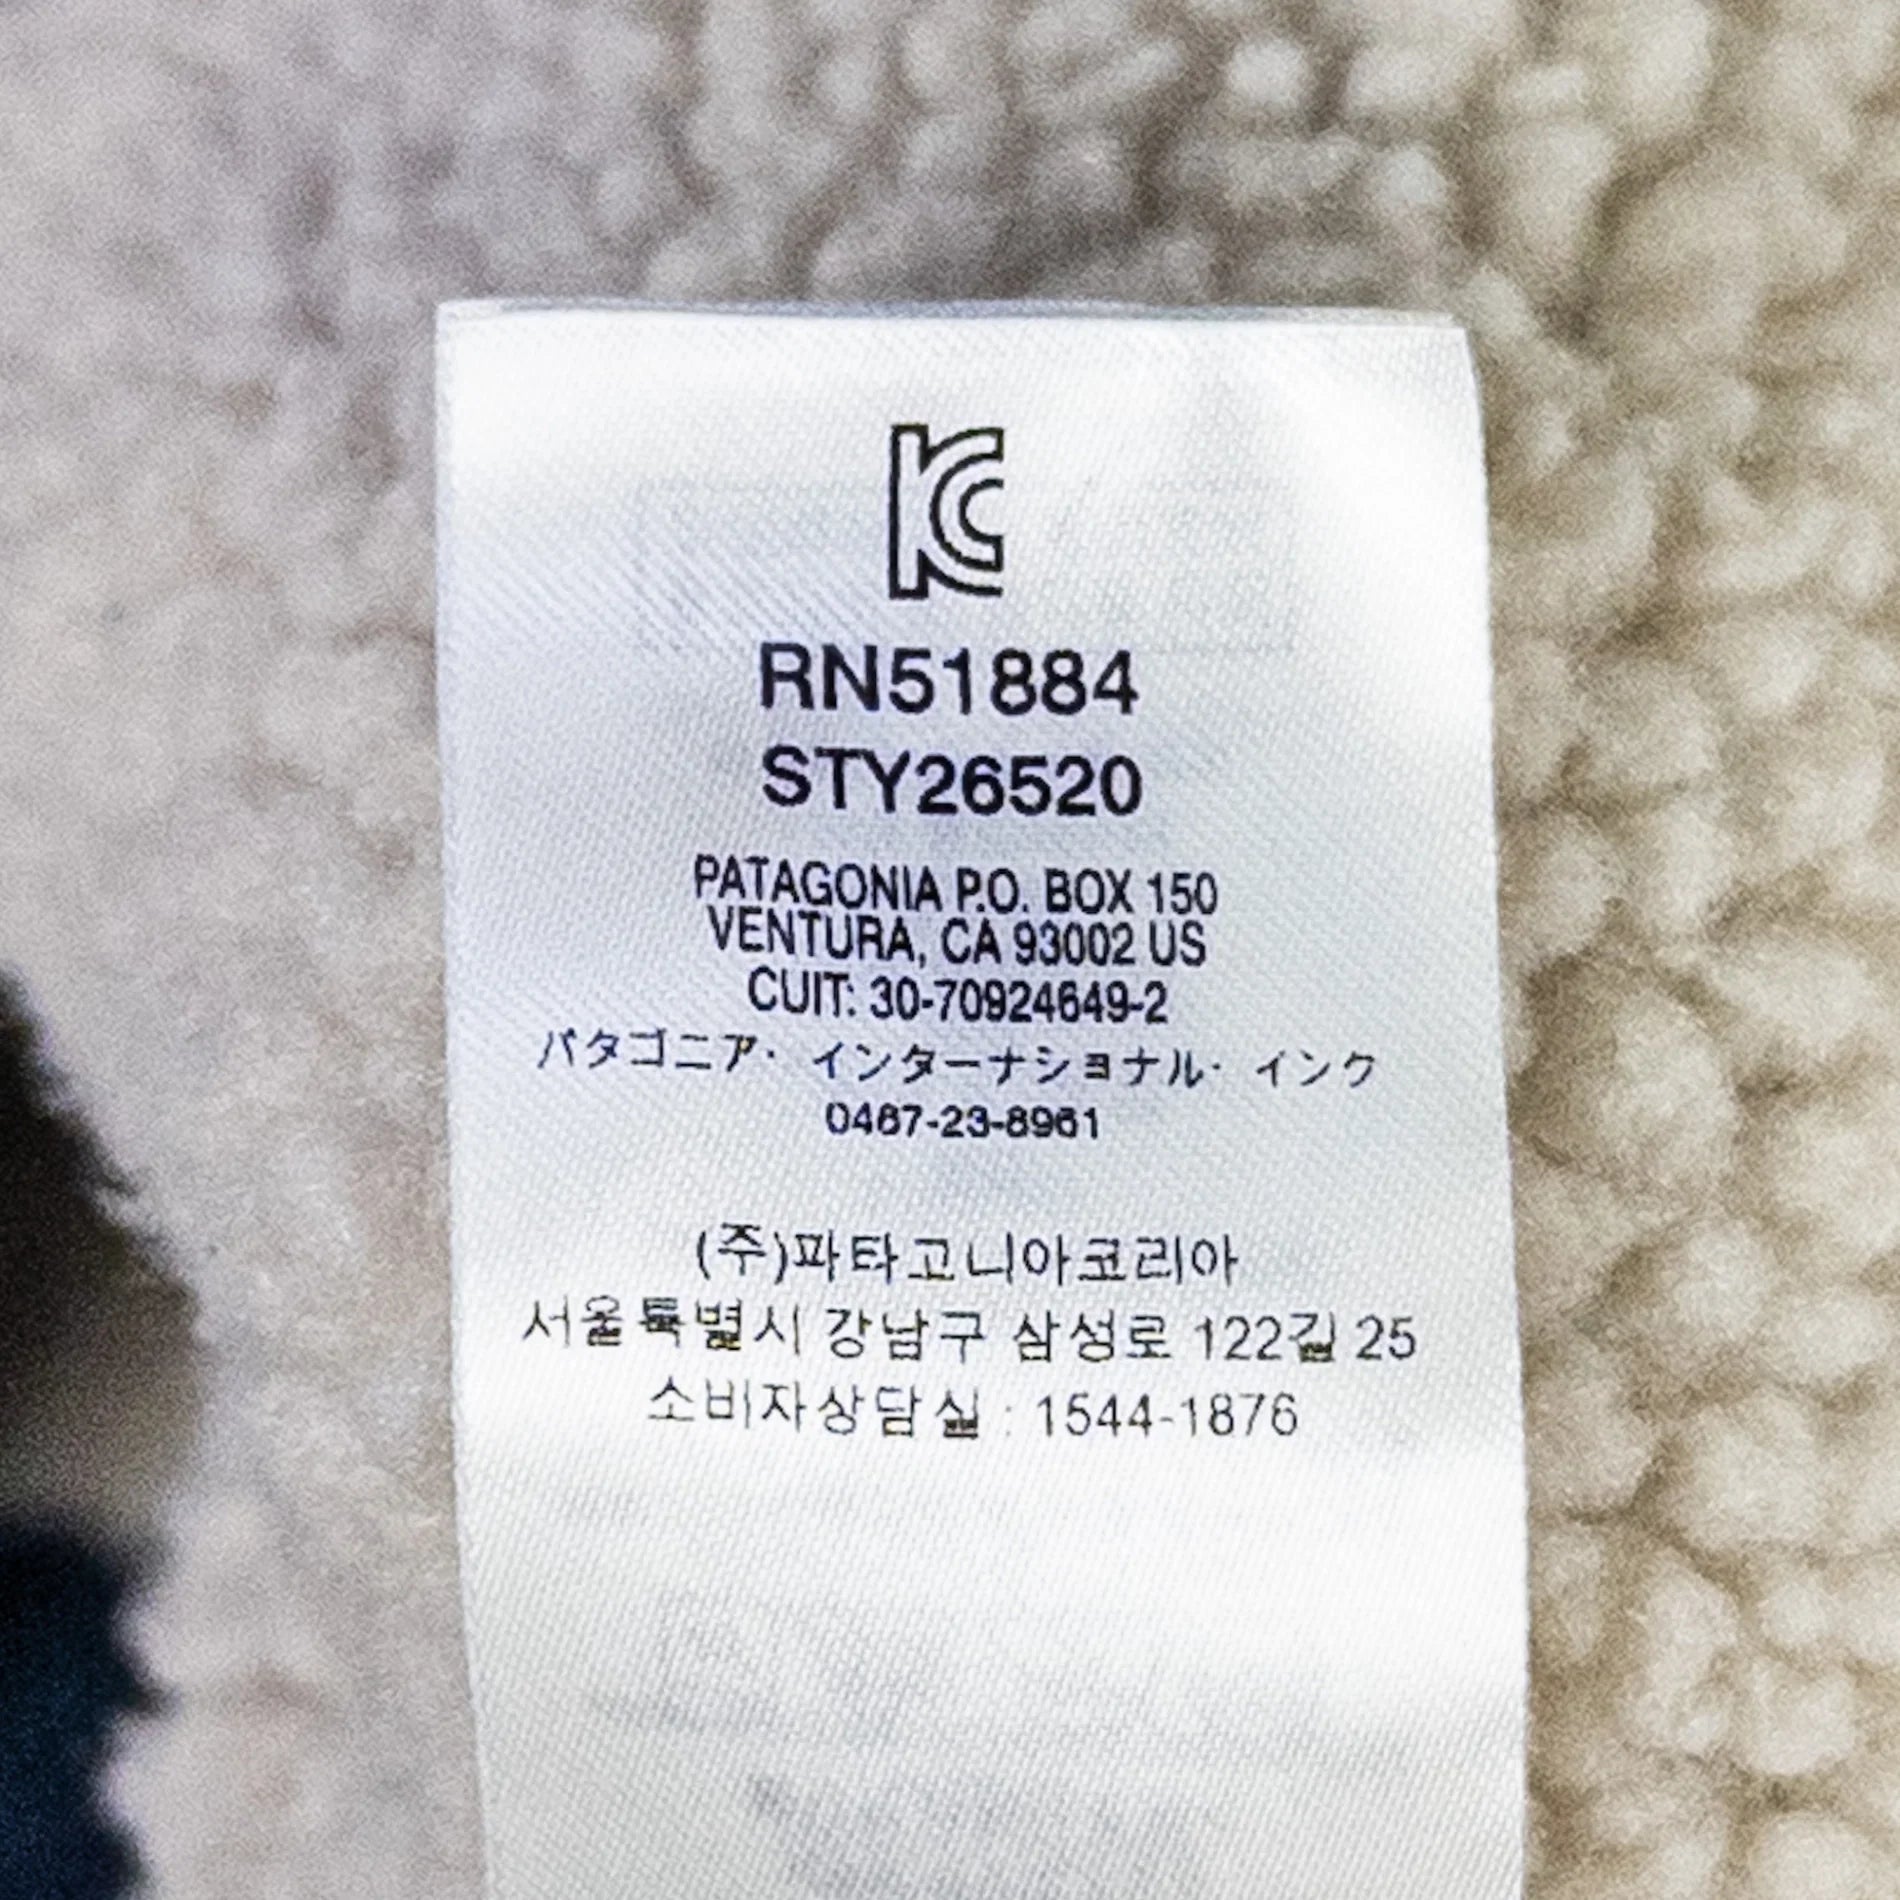 KC
RN51884
STY26520
PATAGONIA P.O. BOX 150
VENTURA, CA 93002 US
CUIT: 30-70924649-2
パタゴニア・インターナショナル・インク
0467-23-8961
(주)파타고니아코리아
서울특별시 강남구 삼성로 122길 25
소비자상담실 : 1544-1876